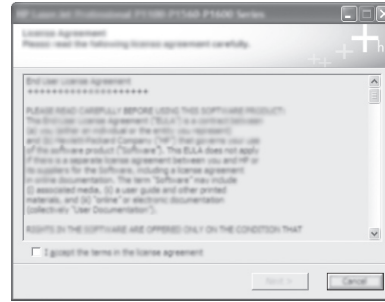 HP LaserJet Professional P1100-P1560-P1600 Series
License Agreement
Please read the following license agreement carefully.
End User License Agreement
********************
PLEASE READ CAREFULLY BEFORE USING THIS SOFTWARE PRODUCT:
This End-User License Agreement ("EULA") is a contract between
(a) you (either an individual or the entity you represent)
and (b) Hewlett-Packard Company ("HP") that governs your use
of the software product ("Software"). This EULA does not apply
if there is a separate license agreement between you and HP or
its suppliers for the Software, including a license agreement
in online documentation. The term "Software" may include
(i) associated media, (ii) a user guide and other printed
materials, and (iii) "online" or electronic documentation
(collectively "User Documentation").
RIGHTS IN THE SOFTWARE ARE OFFERED ONLY ON THE CONDITION THAT
I accept the terms in the license agreement
Next >
Cancel